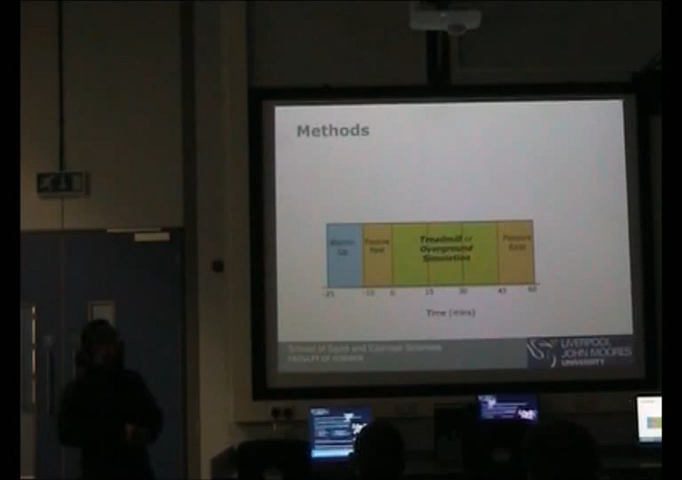 Methods
Warm-
Up
Passive
Rest
Treadmill or
Overground
Simulation
Passive
Rest
-25 -10 0 15 30 45 60
Time (mins)
School of Sport and Exercise Sciences
FACULTY OF SCIENCE
LIVERPOOL
JOHN MOORES
UNIVERSITY